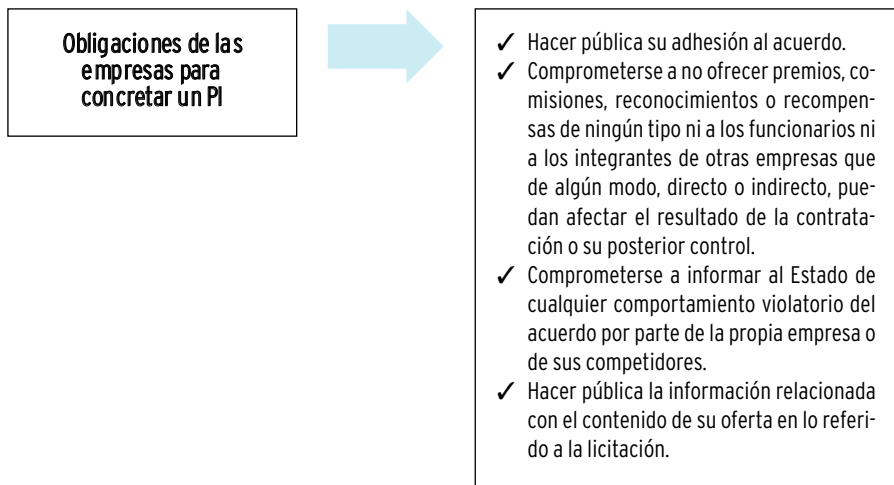 Obligaciones de las
empresas para
concretar un PI
✓ Hacer pública su adhesión al acuerdo.
✓ Comprometerse a no ofrecer premios, co-
misiones, reconocimientos o recompen-
sas de ningún tipo ni a los funcionarios ni
a los integrantes de otras empresas que
de algún modo, directo o indirecto, pue-
dan afectar el resultado de la contrata-
ción o su posterior control.
✓ Comprometerse a informar al Estado de
cualquier comportamiento violatorio del
acuerdo por parte de la propia empresa o
de sus competidores.
✓ Hacer pública la información relacionada
con el contenido de su oferta en lo referi-
do a la licitación.